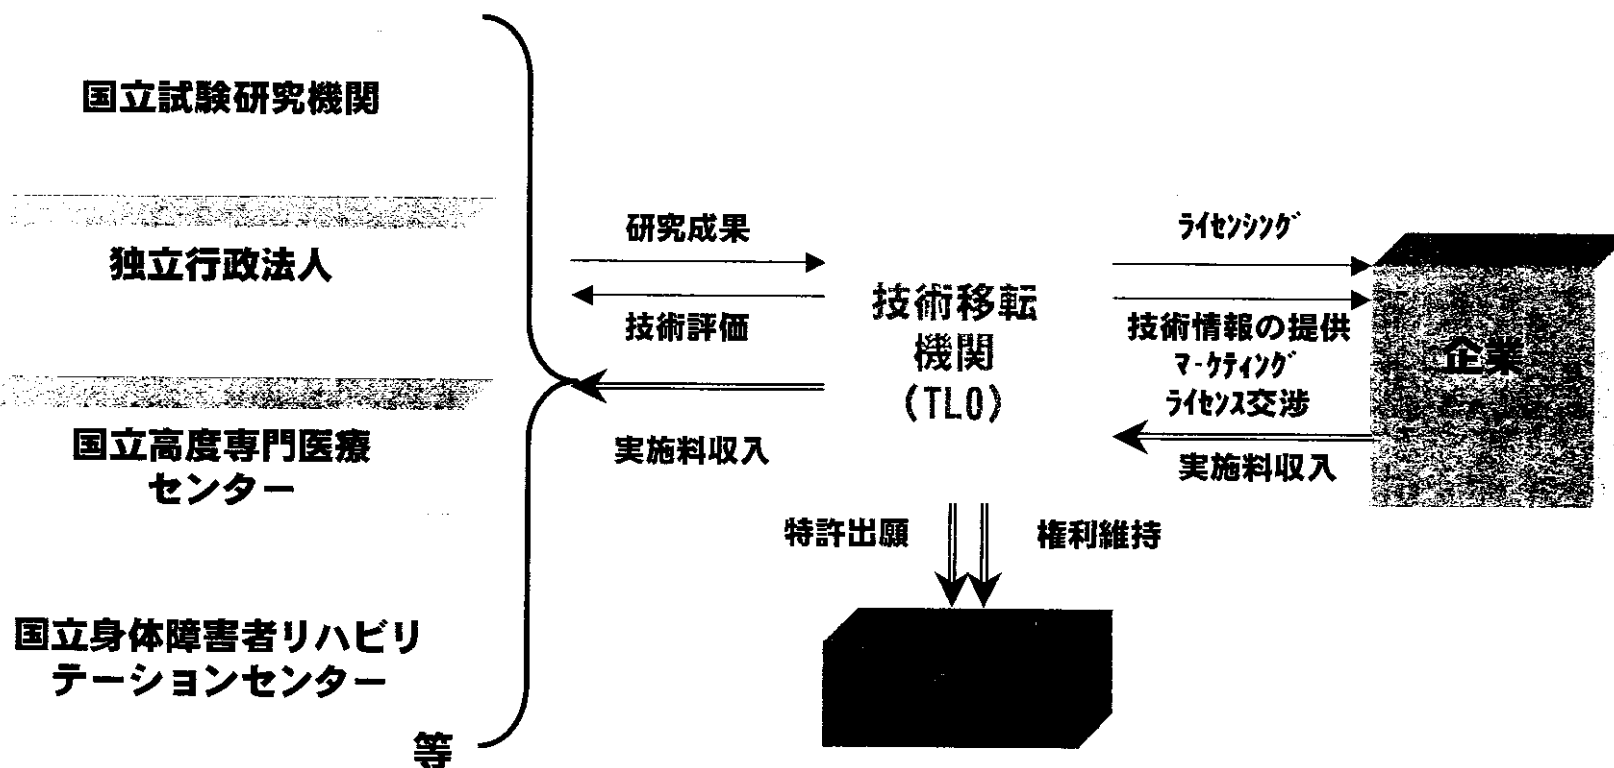 国立試験研究機関
独立行政法人
国立高度専門医療
センター
国立身体障害者リハビリ
テーションセンター
等
研究成果
技術評価
実施料収入
技術移転
機関
(TLO)
ライセンシング
技術情報の提供
マーケティング
ライセンス交渉
実施料収入
企業
特許出願
権利維持